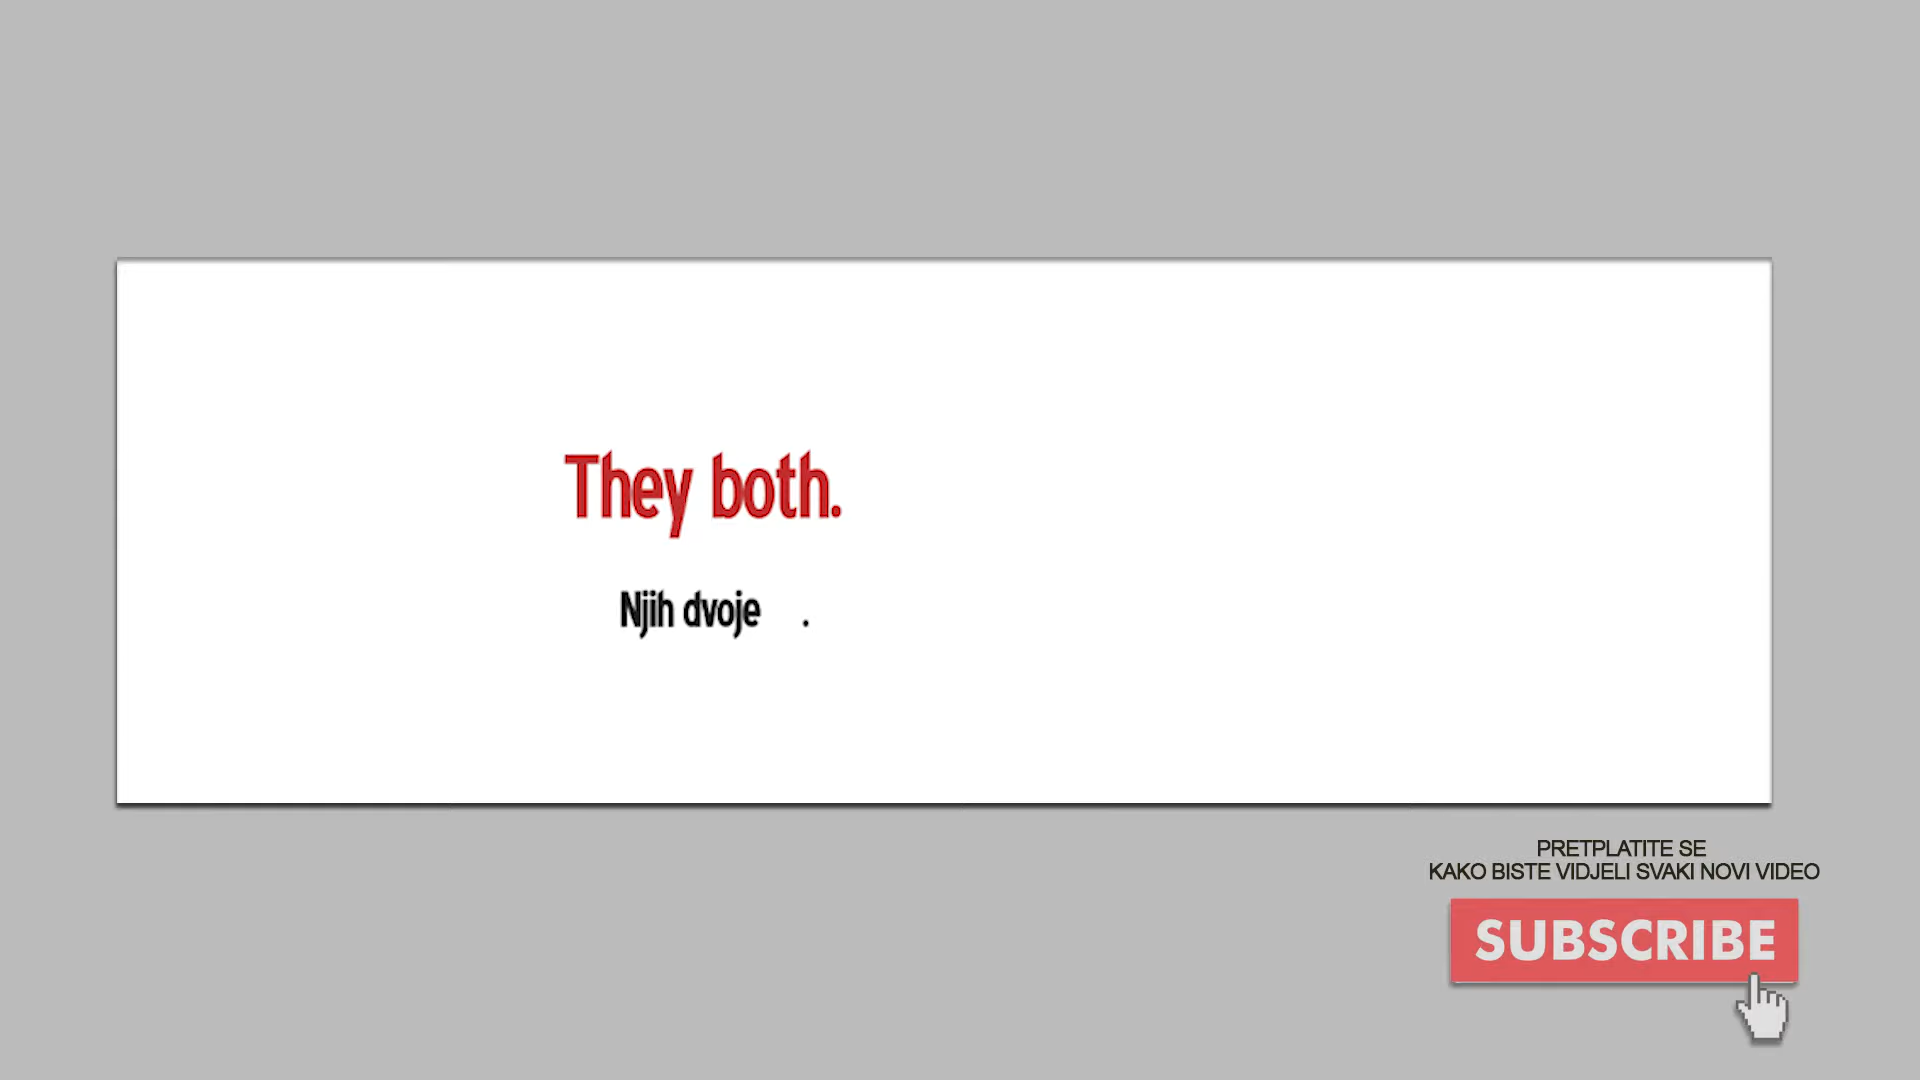 They both.
Njih dvoje .
PRETPLATITE SE
KAKO BISTE VIDJELI SVAKI NOVI VIDEO
SUBSCRIBE